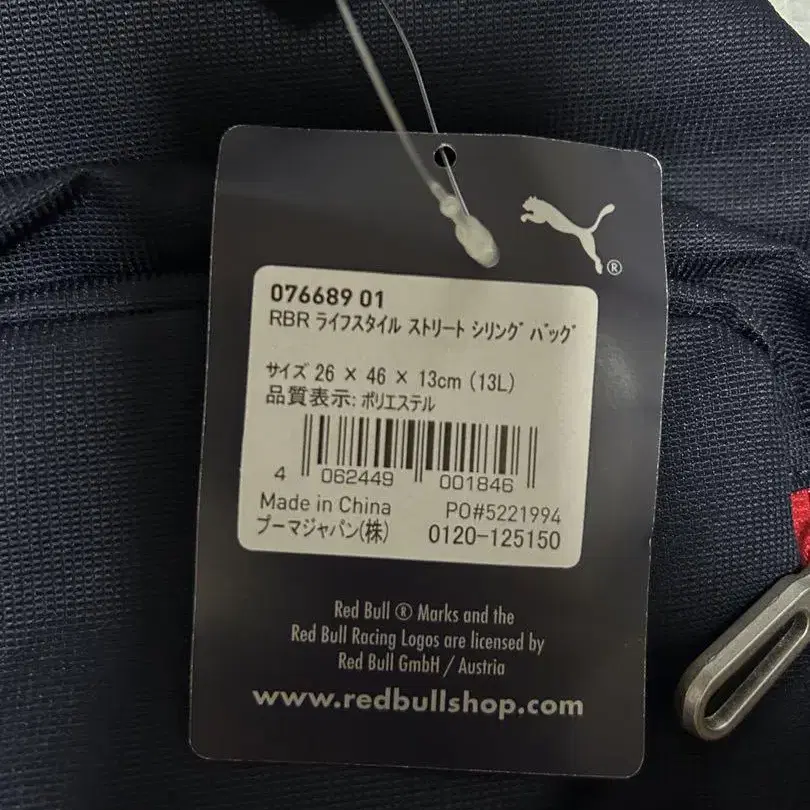 ®
076689 01
RBR ライフスタイル ストリート シリング バッグ
サイズ 26 × 46 × 13cm (13L)
品質表示: ポリエステル
4 062449 001846
Made in China PO#5221994
プーマジャパン(株) 0120-125150
Red Bull ® Marks and the
Red Bull Racing Logos are licensed by
Red Bull GmbH / Austria
www.redbullshop.com